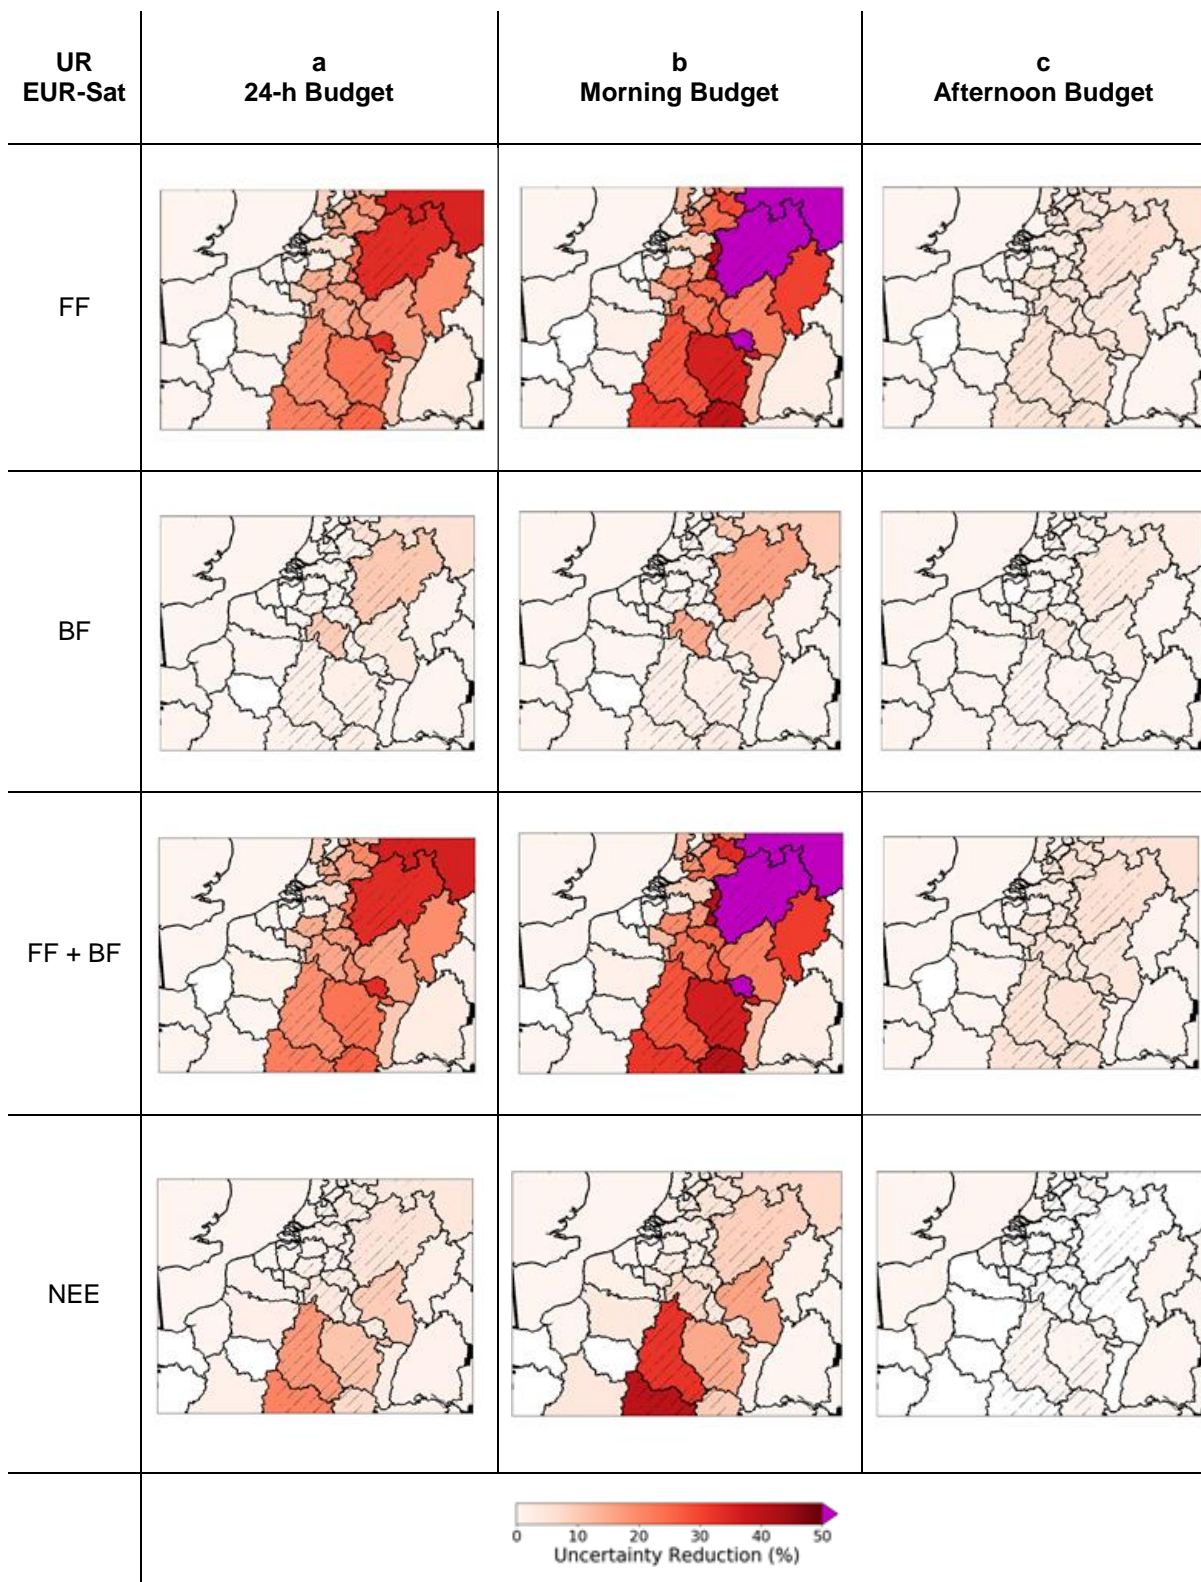 UR
EUR-Sat
a
24-h Budget
b
Morning Budget
c
Afternoon Budget
FF
BF
FF + BF
NEE
0 10 20 30 40 50
Uncertainty Reduction (%)